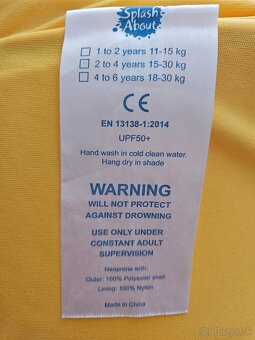 Splash
About
1 to 2 years 11-15 kg
2 to 4 years 15-30 kg
4 to 6 years 18-30 kg
CE
EN 13138-1:2014
UPF50+
Hand wash in cold clean water.
Hang dry in shade
WARNING
WILL NOT PROTECT
AGAINST DROWNING
USE ONLY UNDER
CONSTANT ADULT
SUPERVISION
Neoprene with:
Outer: 100% Polyester shell
Lining: 100% Nylon
Made in China